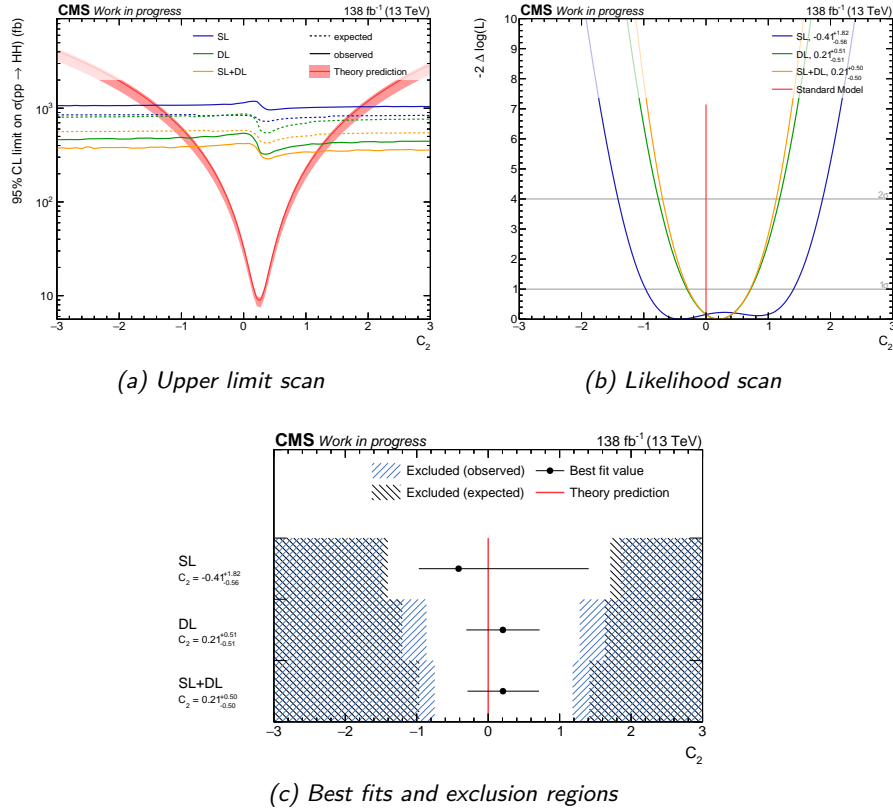 CMS Work in progress 138 fb⁻¹ (13 TeV)
95% CL limit on σ(pp → HH) (fb)
SL expected
DL observed
SL+DL Theory prediction
10³
10²
10
−3 −2 −1 0 1 2 3
C₂
(a) Upper limit scan
CMS Work in progress 138 fb⁻¹ (13 TeV)
-2 Δ log(L)
SL, -0.41 +1.82 -0.56
DL, 0.21 +0.51 -0.51
SL+DL, 0.21 +0.50 -0.50
Standard Model
10
9
8
7
6
5
4
3
2
1
0
2σ
1σ
−3 −2 −1 0 1 2 3
C₂
(b) Likelihood scan
CMS Work in progress 138 fb⁻¹ (13 TeV)
Excluded (observed) Best fit value
Excluded (expected) Theory prediction
SL
C₂ = -0.41 +1.82 -0.56
DL
C₂ = 0.21 +0.51 -0.51
SL+DL
C₂ = 0.21 +0.50 -0.50
−3 −2 −1 0 1 2 3
C₂
(c) Best fits and exclusion regions